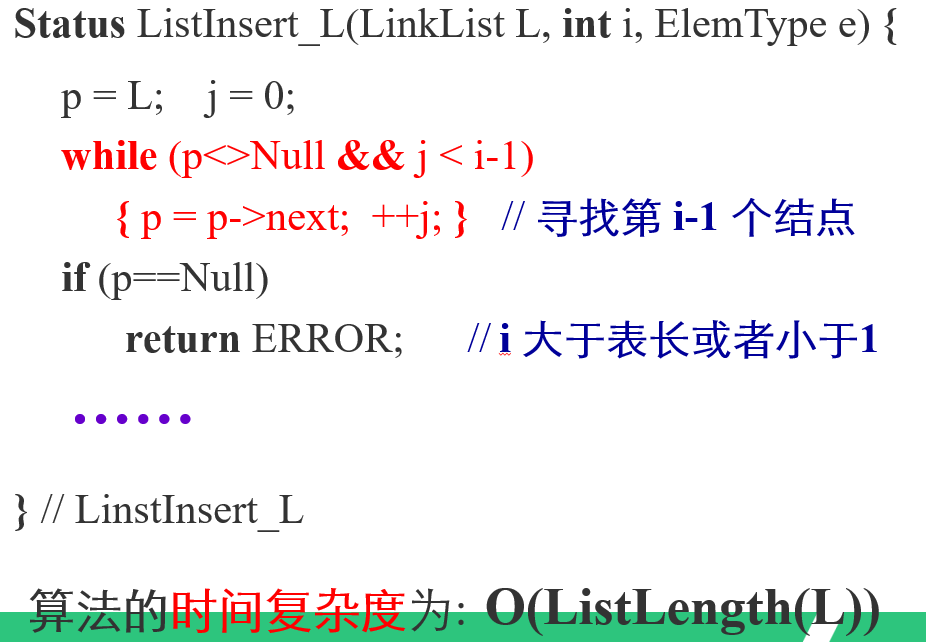 Status ListInsert_L(LinkList L, int i, ElemType e) {
p = L; j = 0;
while (p<>Null && j < i-1)
{ p = p->next; ++j; } // 寻找第 i-1 个结点
if (p==Null)
return ERROR; // i 大于表长或者小于1
••••••
} // LinstInsert_L
算法的时间复杂度为: O(ListLength(L))